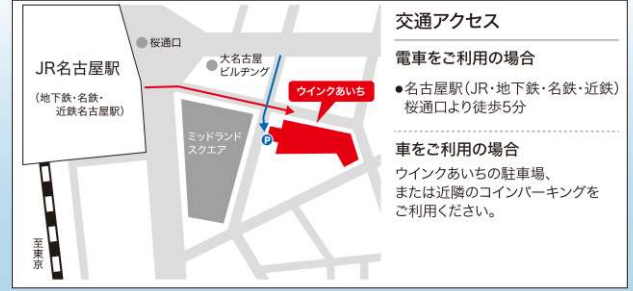 JR名古屋駅
(地下鉄・名鉄・
近鉄名古屋駅)
桜通口
大名古屋
ビルヂング
ウインクあいち
ミッドランド
スクエア
P
至東京
交通アクセス
電車をご利用の場合
●名古屋駅(JR・地下鉄・名鉄・近鉄)
桜通口より徒歩5分
車をご利用の場合
ウインクあいちの駐車場、
または近隣のコインパーキングを
ご利用ください。